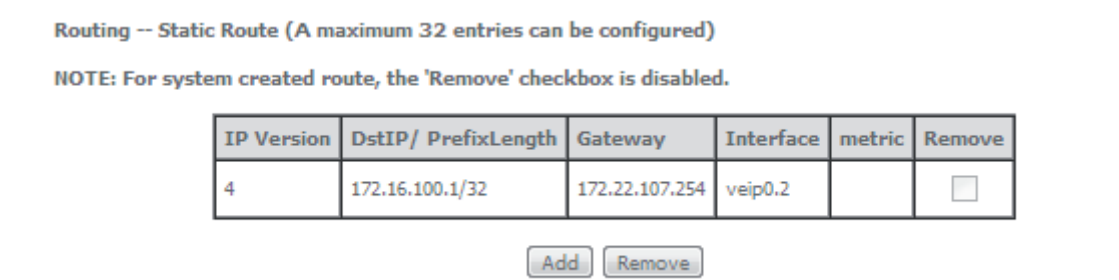 Routing -- Static Route (A maximum 32 entries can be configured)
NOTE: For system created route, the 'Remove' checkbox is disabled.
IP Version DstIP/ PrefixLength Gateway Interface metric Remove
4 172.16.100.1/32 172.22.107.254 veip0.2
Add Remove